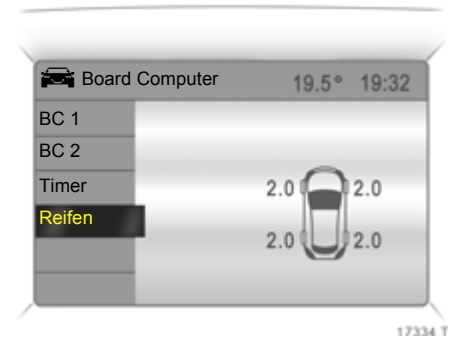 Board Computer 19.5° 19:32
BC 1
BC 2
Timer
Reifen
2.0 2.0
2.0 2.0
17334 T